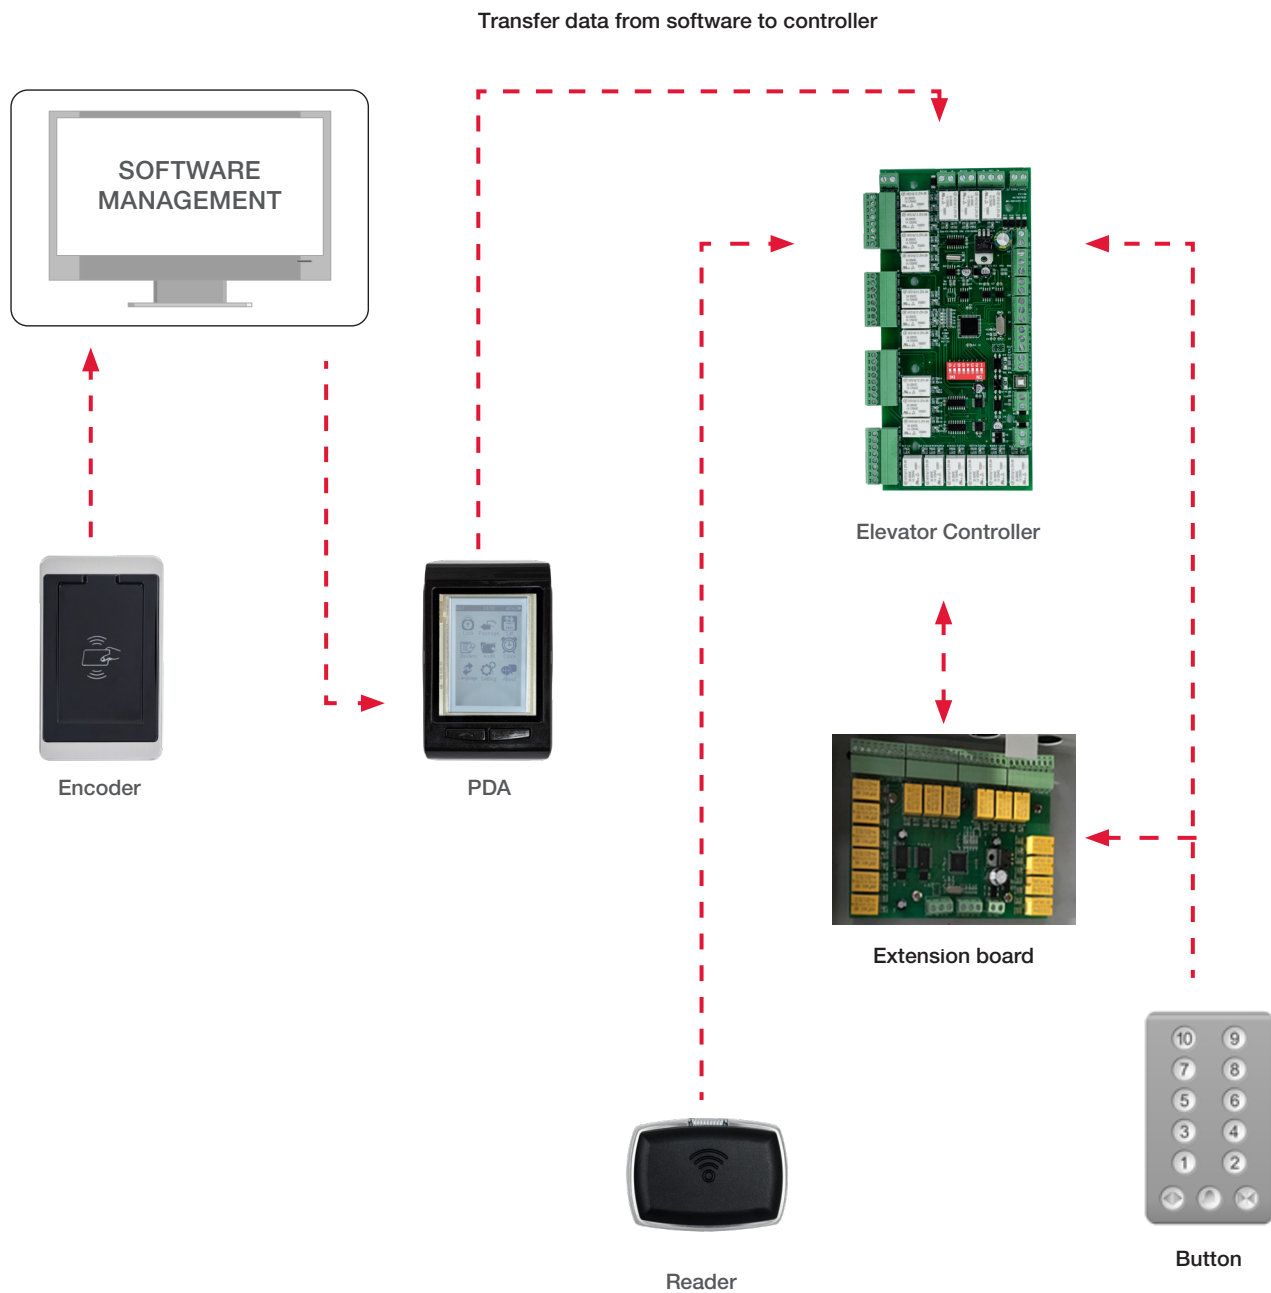 Transfer data from software to controller
SOFTWARE
MANAGEMENT
Elevator Controller
Encoder
PDA
Extension board
10 9
7 8
5 6
3 4
1 2
Button
Reader